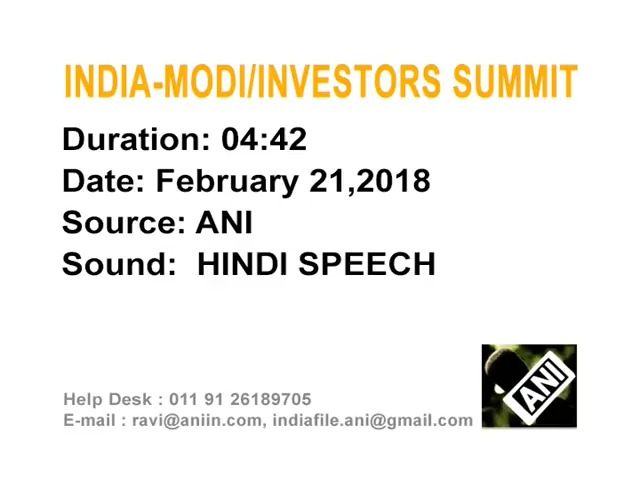 INDIA-MODI/INVESTORS SUMMIT
Duration: 04:42
Date: February 21,2018
Source: ANI
Sound:  HINDI SPEECH
ANI
Help Desk : 011 91 26189705
E-mail : ravi@aniin.com, indiafile.ani@gmail.com